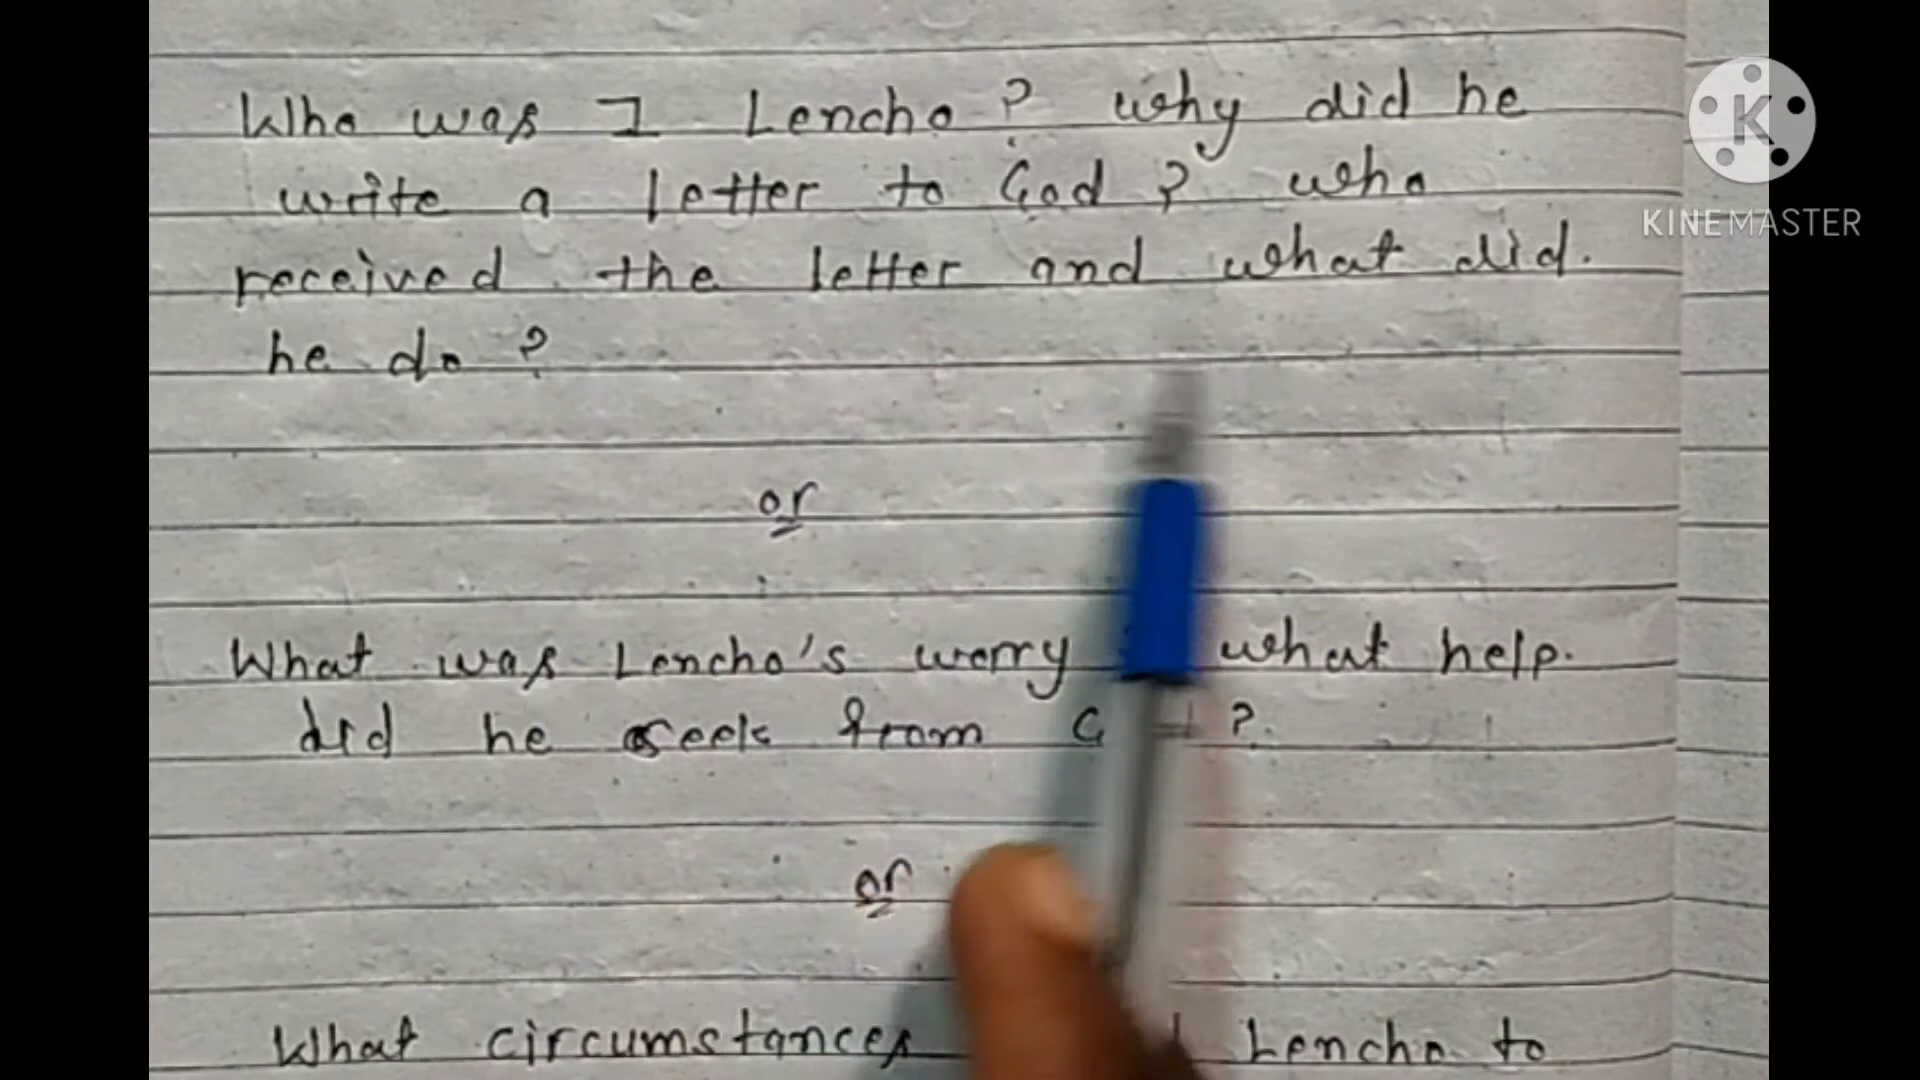 Who was I Lencho? why did he
write a letter to God? who
received the letter and what did.
he do?
or
What was Lencho's worry what help.
did he seek from ?
or
What circumstances Lencho to
KINEMASTER